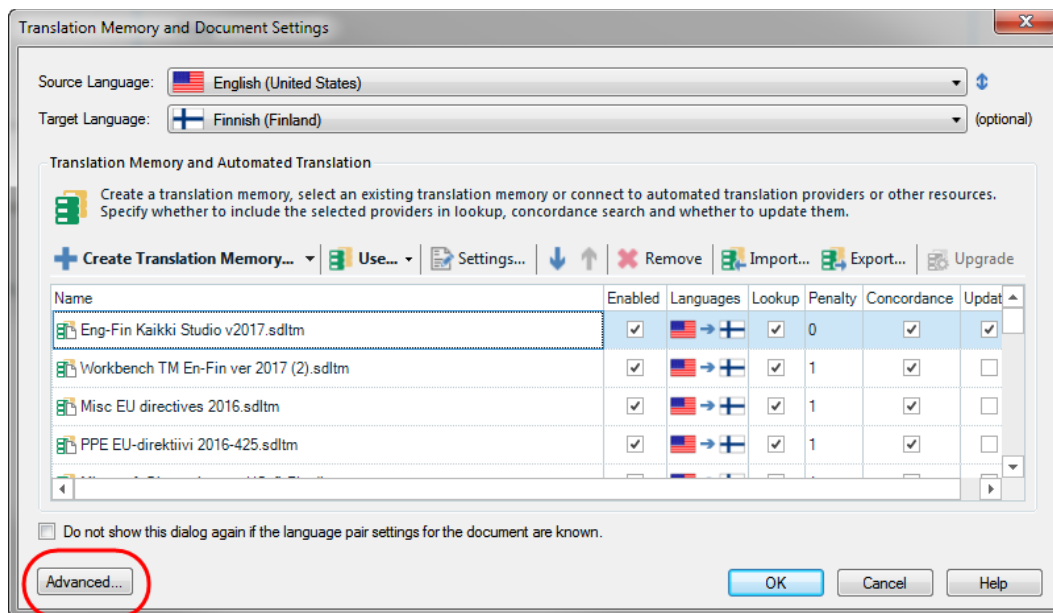 Translation Memory and Document Settings
Source Language: English (United States)
Target Language: Finnish (Finland) (optional)
Translation Memory and Automated Translation
Create a translation memory, select an existing translation memory or connect to automated translation providers or other resources.
Specify whether to include the selected providers in lookup, concordance search and whether to update them.
Create Translation Memory... Use... Settings... Remove Import... Export... Upgrade
Name Enabled Languages Lookup Penalty Concordance Updat
Eng-Fin Kaikki Studio v2017.sdltm 0
Workbench TM En-Fin ver 2017 (2).sdltm 1
Misc EU directives 2016.sdltm 1
PPE EU-direktiivi 2016-425.sdltm 1
Do not show this dialog again if the language pair settings for the document are known.
Advanced... OK Cancel Help